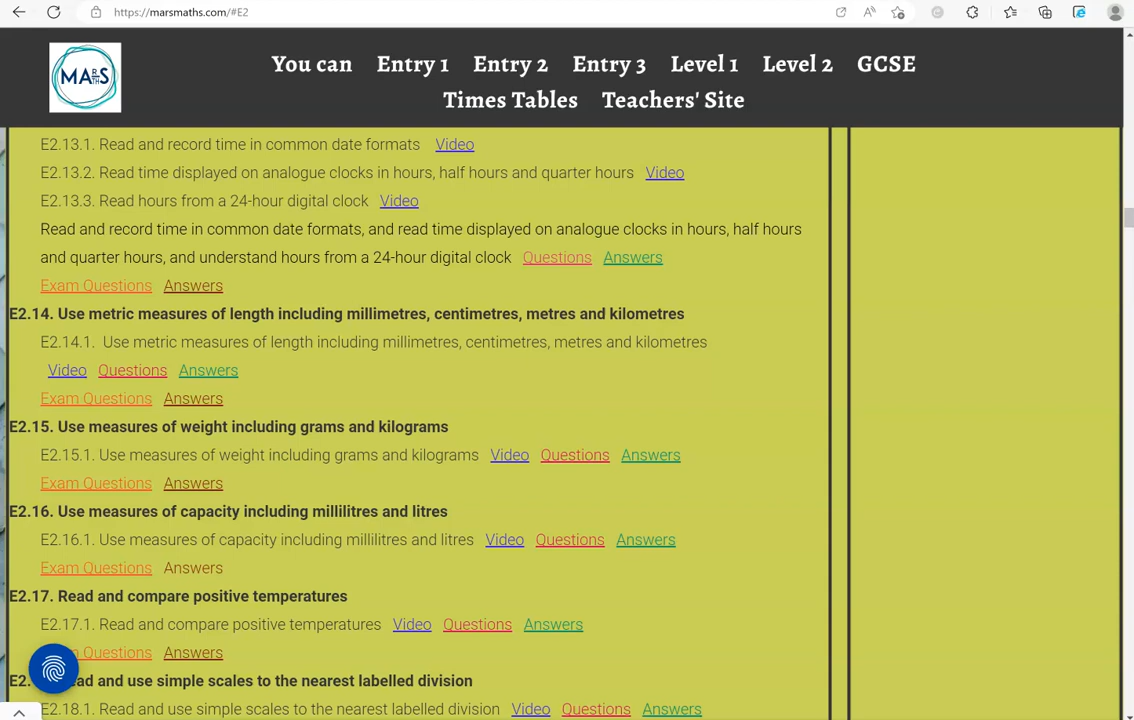 https://marsmaths.com/#E2
MARS
MATH
You can Entry 1 Entry 2 Entry 3 Level 1 Level 2 GCSE
Times Tables Teachers' Site
E2.13.1. Read and record time in common date formats Video
E2.13.2. Read time displayed on analogue clocks in hours, half hours and quarter hours Video
E2.13.3. Read hours from a 24-hour digital clock Video
Read and record time in common date formats, and read time displayed on analogue clocks in hours, half hours
and quarter hours, and understand hours from a 24-hour digital clock Questions Answers
Exam Questions Answers
E2.14. Use metric measures of length including millimetres, centimetres, metres and kilometres
E2.14.1. Use metric measures of length including millimetres, centimetres, metres and kilometres
Video Questions Answers
Exam Questions Answers
E2.15. Use measures of weight including grams and kilograms
E2.15.1. Use measures of weight including grams and kilograms Video Questions Answers
Exam Questions Answers
E2.16. Use measures of capacity including millilitres and litres
E2.16.1. Use measures of capacity including millilitres and litres Video Questions Answers
Exam Questions Answers
E2.17. Read and compare positive temperatures
E2.17.1. Read and compare positive temperatures Video Questions Answers
Questions Answers
E2. ead and use simple scales to the nearest labelled division
E2.18.1. Read and use simple scales to the nearest labelled division Video Questions Answers